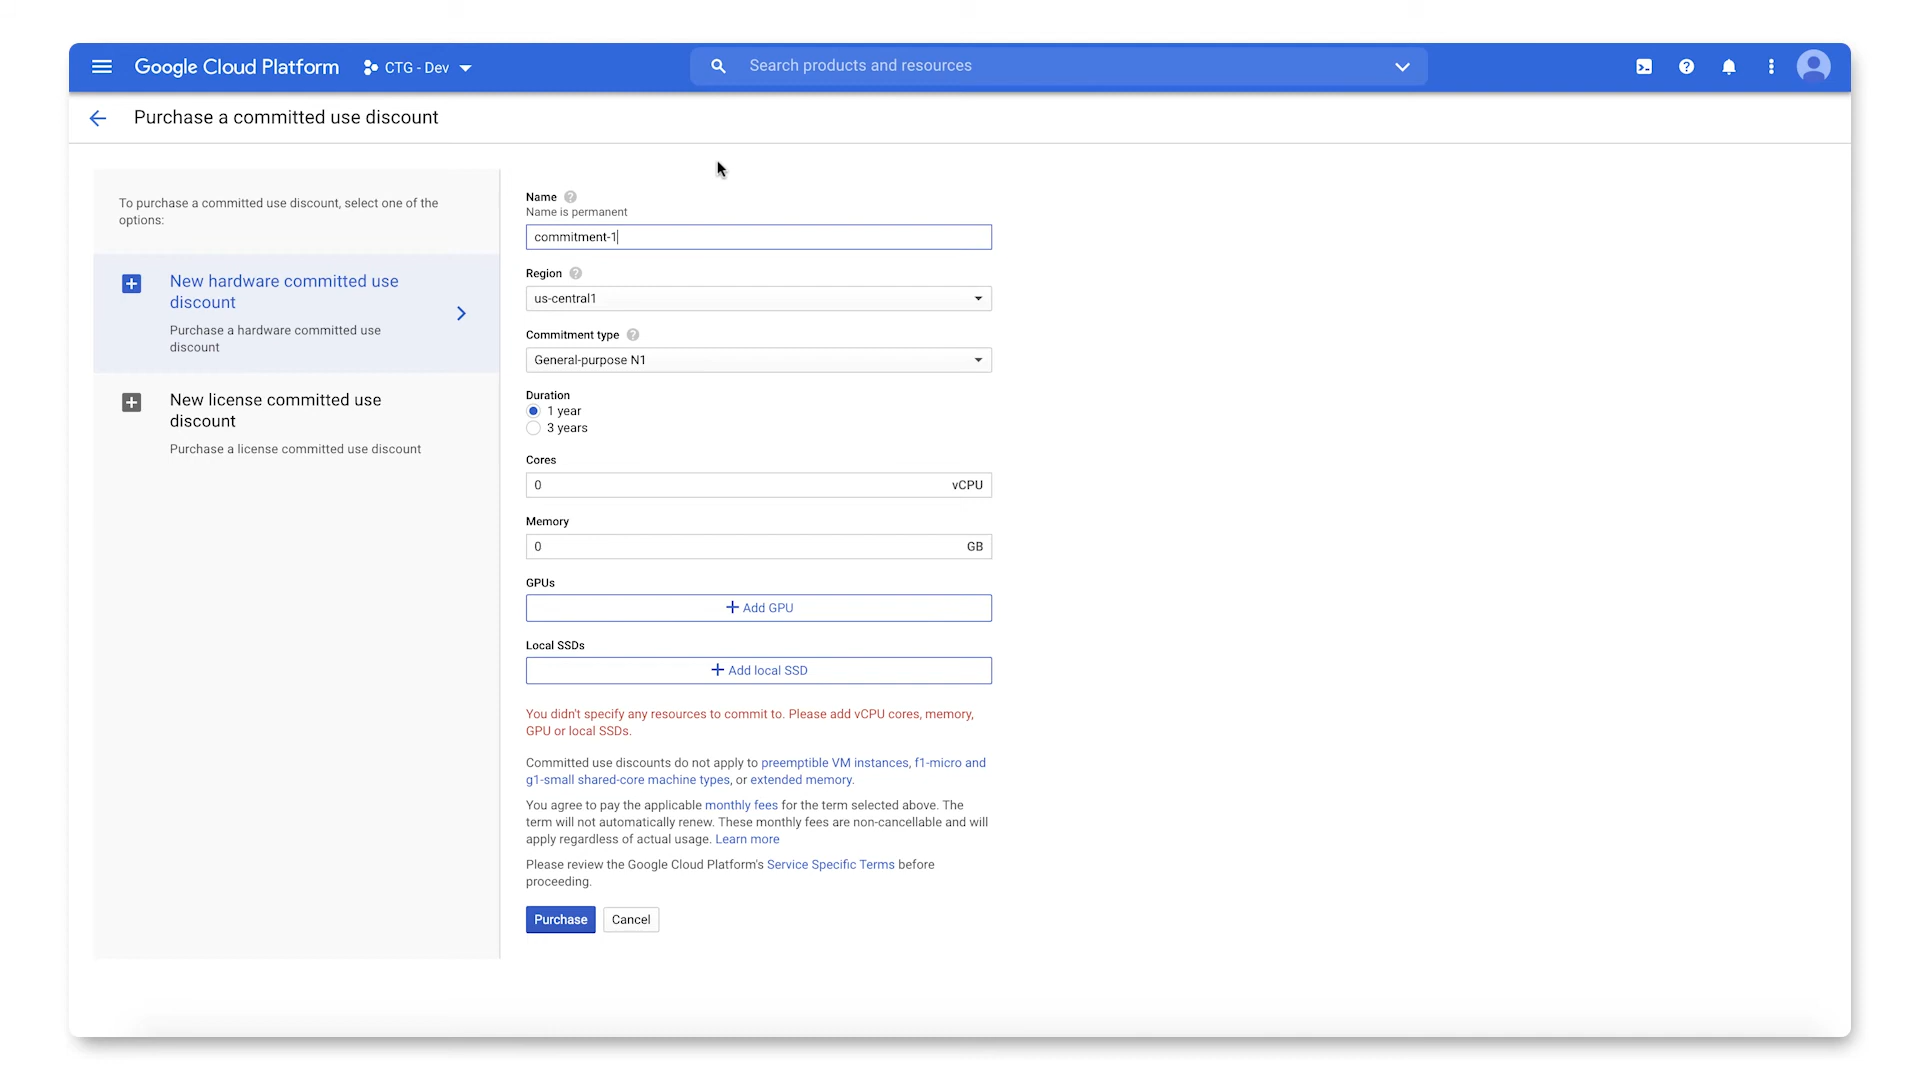 Google Cloud Platform
CTG - Dev
Search products and resources
Purchase a committed use discount
To purchase a committed use discount, select one of the
options:
New hardware committed use
discount
Purchase a hardware committed use
discount
New license committed use
discount
Purchase a license committed use discount
Name
Name is permanent
commitment-1
Region
us-central1
Commitment type
General-purpose N1
Duration
1 year
3 years
Cores
0 vCPU
Memory
0 GB
GPUs
Add GPU
Local SSDs
Add local SSD
You didn't specify any resources to commit to. Please add vCPU cores, memory,
GPU or local SSDs.
Committed use discounts do not apply to preemptible VM instances, f1-micro and
g1-small shared-core machine types, or extended memory.
You agree to pay the applicable monthly fees for the term selected above. The
term will not automatically renew. These monthly fees are non-cancellable and will
apply regardless of actual usage. Learn more
Please review the Google Cloud Platform's Service Specific Terms before
proceeding.
Purchase
Cancel